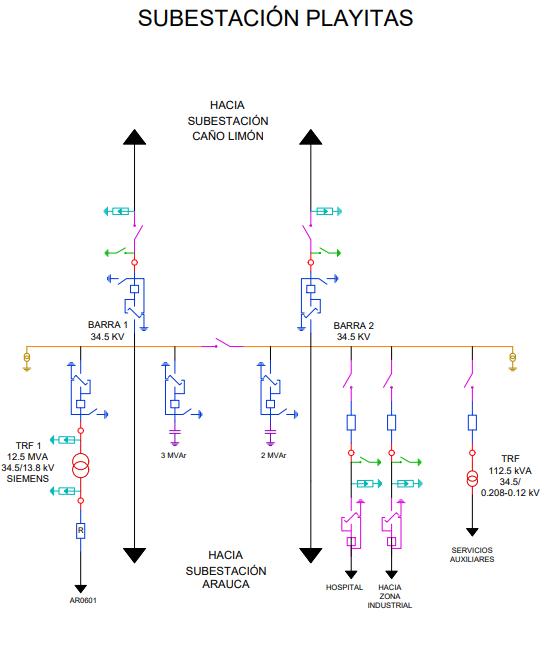 SUBESTACIÓN PLAYITAS
HACIA
SUBESTACIÓN
CAÑO LIMÓN
BARRA 1
34.5 KV
BARRA 2
34.5 KV
TRF 1
12.5 MVA
34.5/13.8 kV
SIEMENS
3 MVAr
2 MVAr
TRF
112.5 kVA
34.5/
0.208-0.12 kV
R
HACIA
SUBESTACIÓN
ARAUCA
SERVICIOS
AUXILIARES
AR0601
HOSPITAL
HACIA
ZONA
INDUSTRIAL